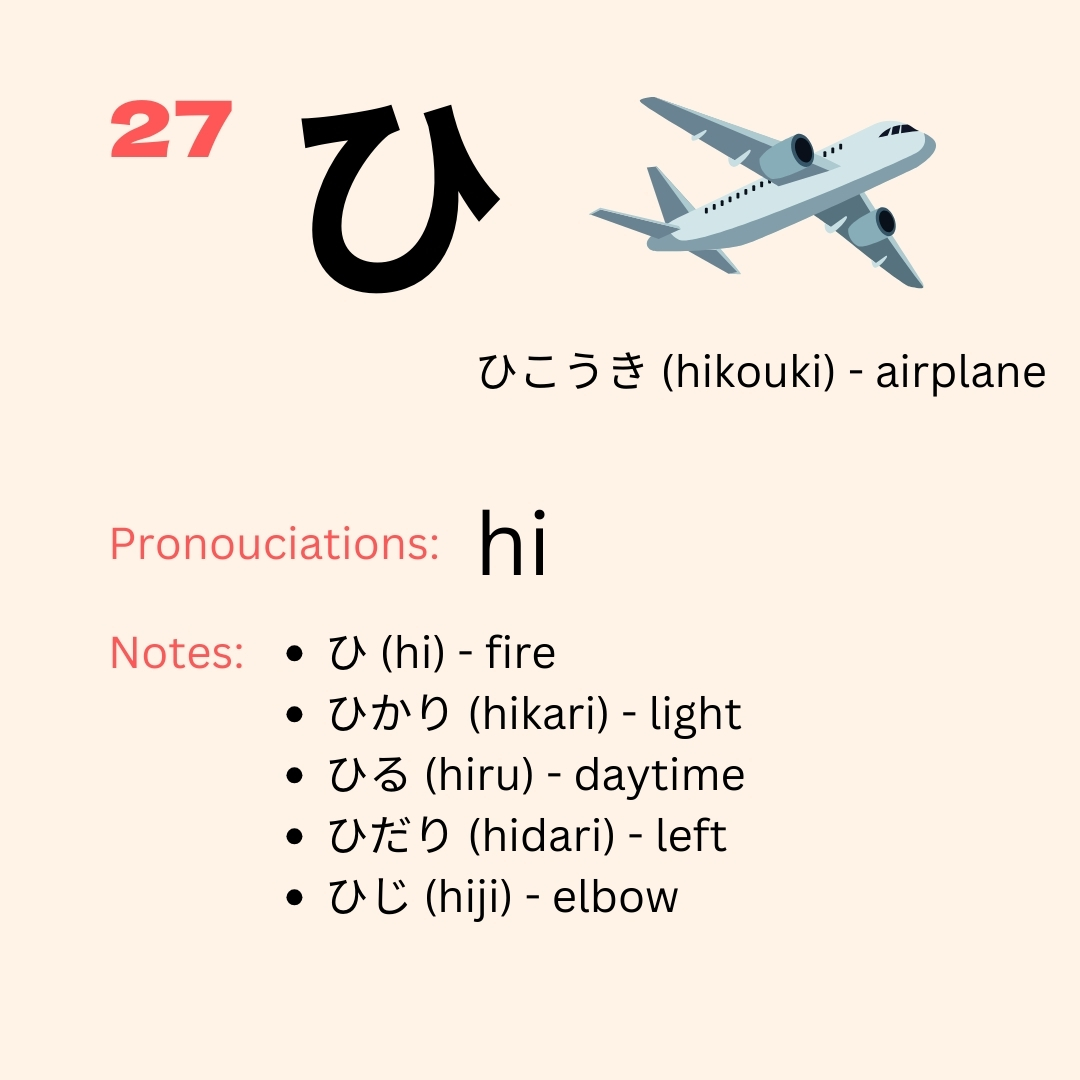 27
ひ
ひこうき (hikouki) - airplane
Pronouciations: hi
Notes:
• ひ (hi) - fire
• ひかり (hikari) - light
• ひる (hiru) - daytime
• ひだり (hidari) - left
• ひじ (hiji) - elbow